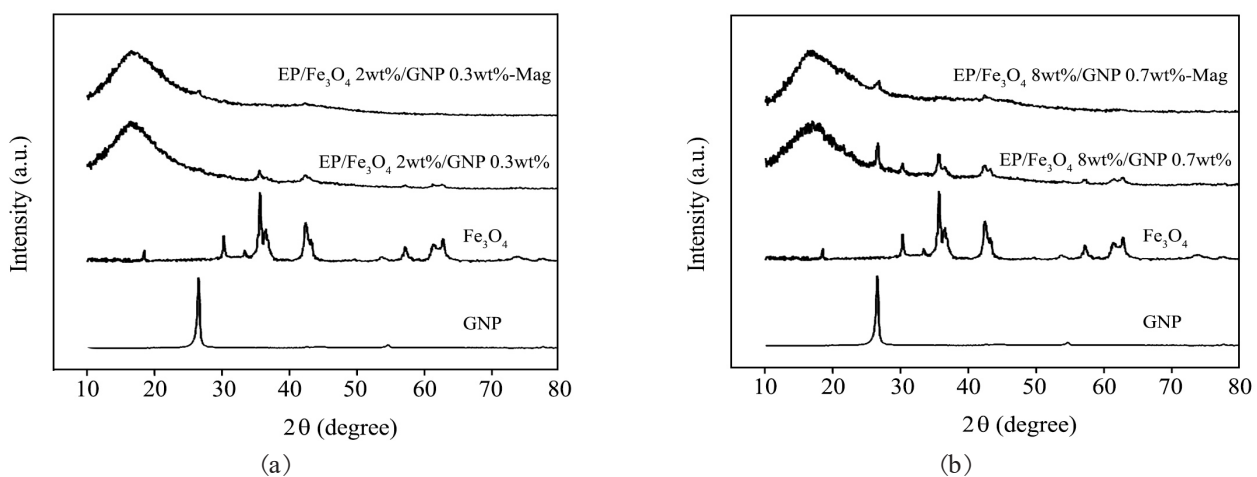 EP/Fe₃O₄ 2wt%/GNP 0.3wt%-Mag
EP/Fe₃O₄ 2wt%/GNP 0.3wt%
Fe₃O₄
GNP
Intensity (a.u.)
10 20 30 40 50 60 70 80
2θ (degree)
(a)
EP/Fe₃O₄ 8wt%/GNP 0.7wt%-Mag
EP/Fe₃O₄ 8wt%/GNP 0.7wt%
Fe₃O₄
GNP
Intensity (a.u.)
10 20 30 40 50 60 70 80
2θ (degree)
(b)